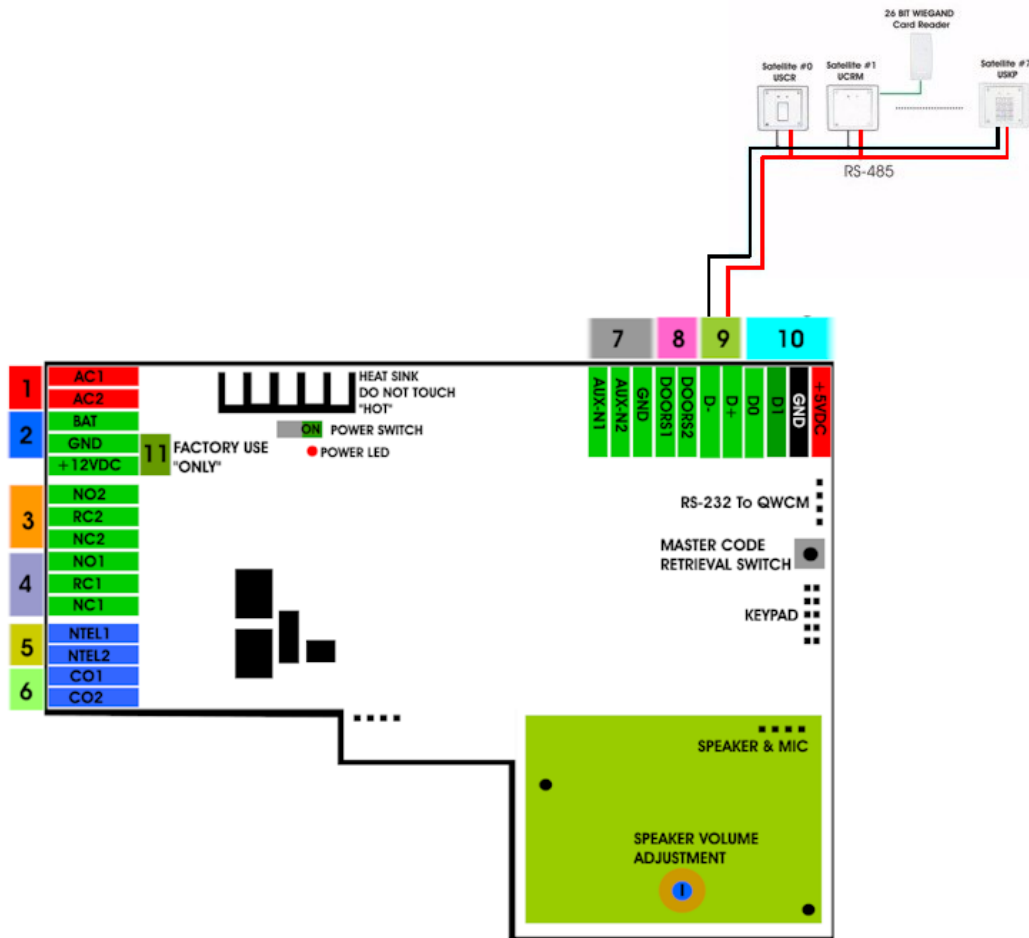 26 BIT WIEGAND
Card Reader
Satellite #0
USCR
Satellite #1
UCRM
Satellite #7
USKP
RS-485
7
8
9
10
AUX-N1
AUX-N2
GND
DOORS1
DOORS2
D-
D+
D0
D1
GND
+5VDC
1
AC1
AC2
2
BAT
GND
+12VDC
11
FACTORY USE
"ONLY"
HEAT SINK
DO NOT TOUCH
"HOT"
ON
POWER SWITCH
POWER LED
3
NO2
RC2
NC2
4
NO1
RC1
NC1
5
NTEL1
NTEL2
6
CO1
CO2
RS-232 To QWCM
MASTER CODE
RETRIEVAL SWITCH
KEYPAD
SPEAKER & MIC
SPEAKER VOLUME
ADJUSTMENT